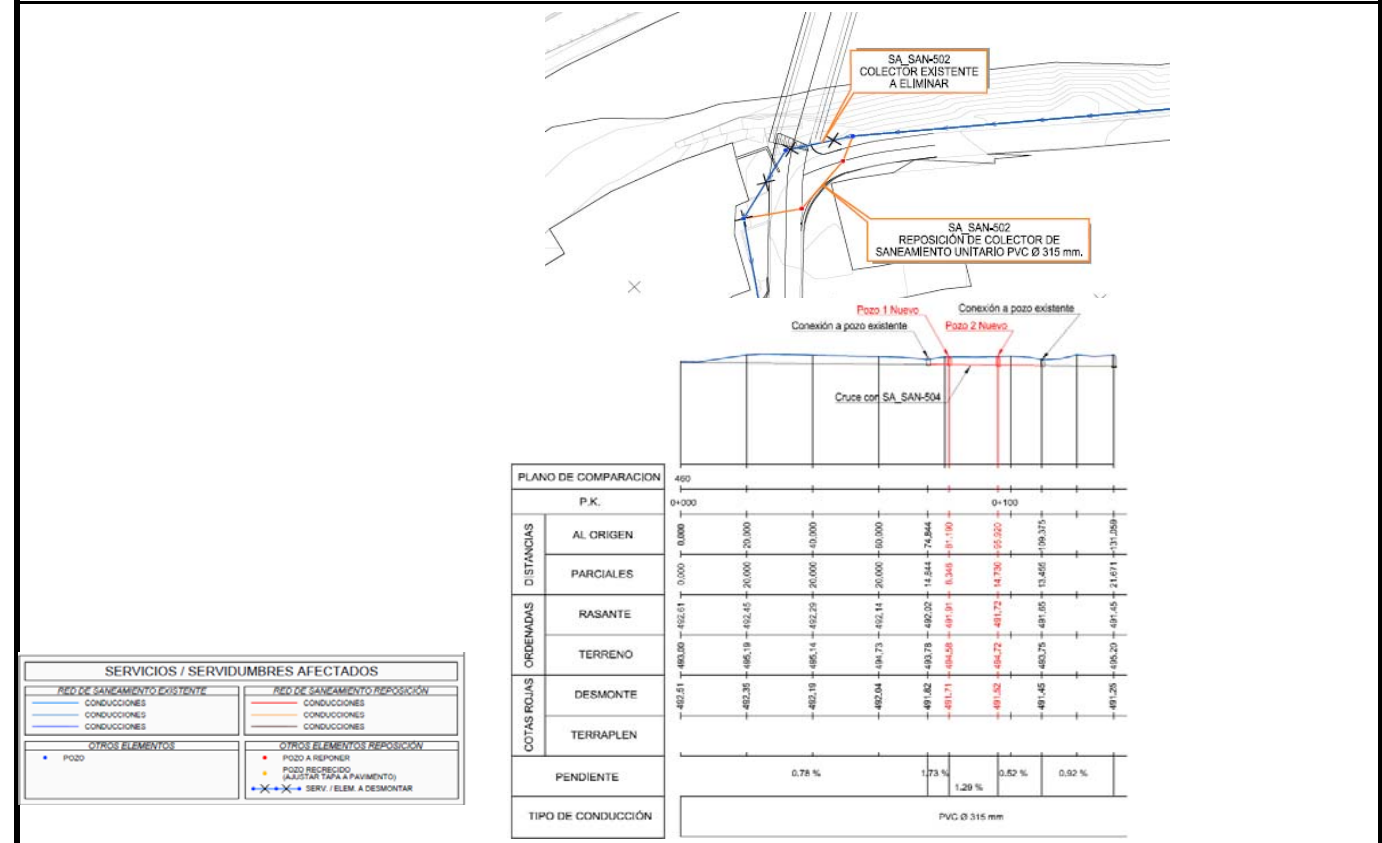 SA_SAN-502
COLECTOR EXISTENTE
A ELIMINAR
SA_SAN-502
REPOSICIÓN DE COLECTOR DE
SANEAMIENTO UNITARIO PVC Ø 315 mm.
Pozo 1 Nuevo
Conexión a pozo existente
Conexión a pozo existente
Pozo 2 Nuevo
Cruce con SA_SAN-504
PLANO DE COMPARACION 460
P.K. 0+000 0+100
DISTANCIAS
AL ORIGEN 0,000 20,000 40,000 60,000 74,844 81,190 95,920 109,375 131,059
PARCIALES 0,000 20,000 20,000 20,000 14,844 6,346 14,730 13,456 21,671
ORDENADAS
RASANTE 492,61 492,45 492,29 492,14 492,02 491,91 491,72 491,65 491,45
TERRENO 493,00 495,19 495,14 494,73 493,78 494,58 494,72 493,75 495,20
COTAS ROJAS
DESMONTE 492,51 492,35 492,19 492,04 491,82 491,71 491,52 491,45 491,25
TERRAPLEN
PENDIENTE 0.78 % 1.73 % 1.29 % 0.52 % 0.92 %
TIPO DE CONDUCCIÓN PVC Ø 315 mm
SERVICIOS / SERVIDUMBRES AFECTADOS
RED DE SANEAMIENTO EXISTENTE
CONDUCCIONES
CONDUCCIONES
CONDUCCIONES
RED DE SANEAMIENTO REPOSICIÓN
CONDUCCIONES
CONDUCCIONES
CONDUCCIONES
OTROS ELEMENTOS
POZO
OTROS ELEMENTOS REPOSICIÓN
POZO A REPONER
POZO RECRECIDO
(AJUSTAR TAPA A PAVIMENTO)
SERV. / ELEM. A DESMONTAR